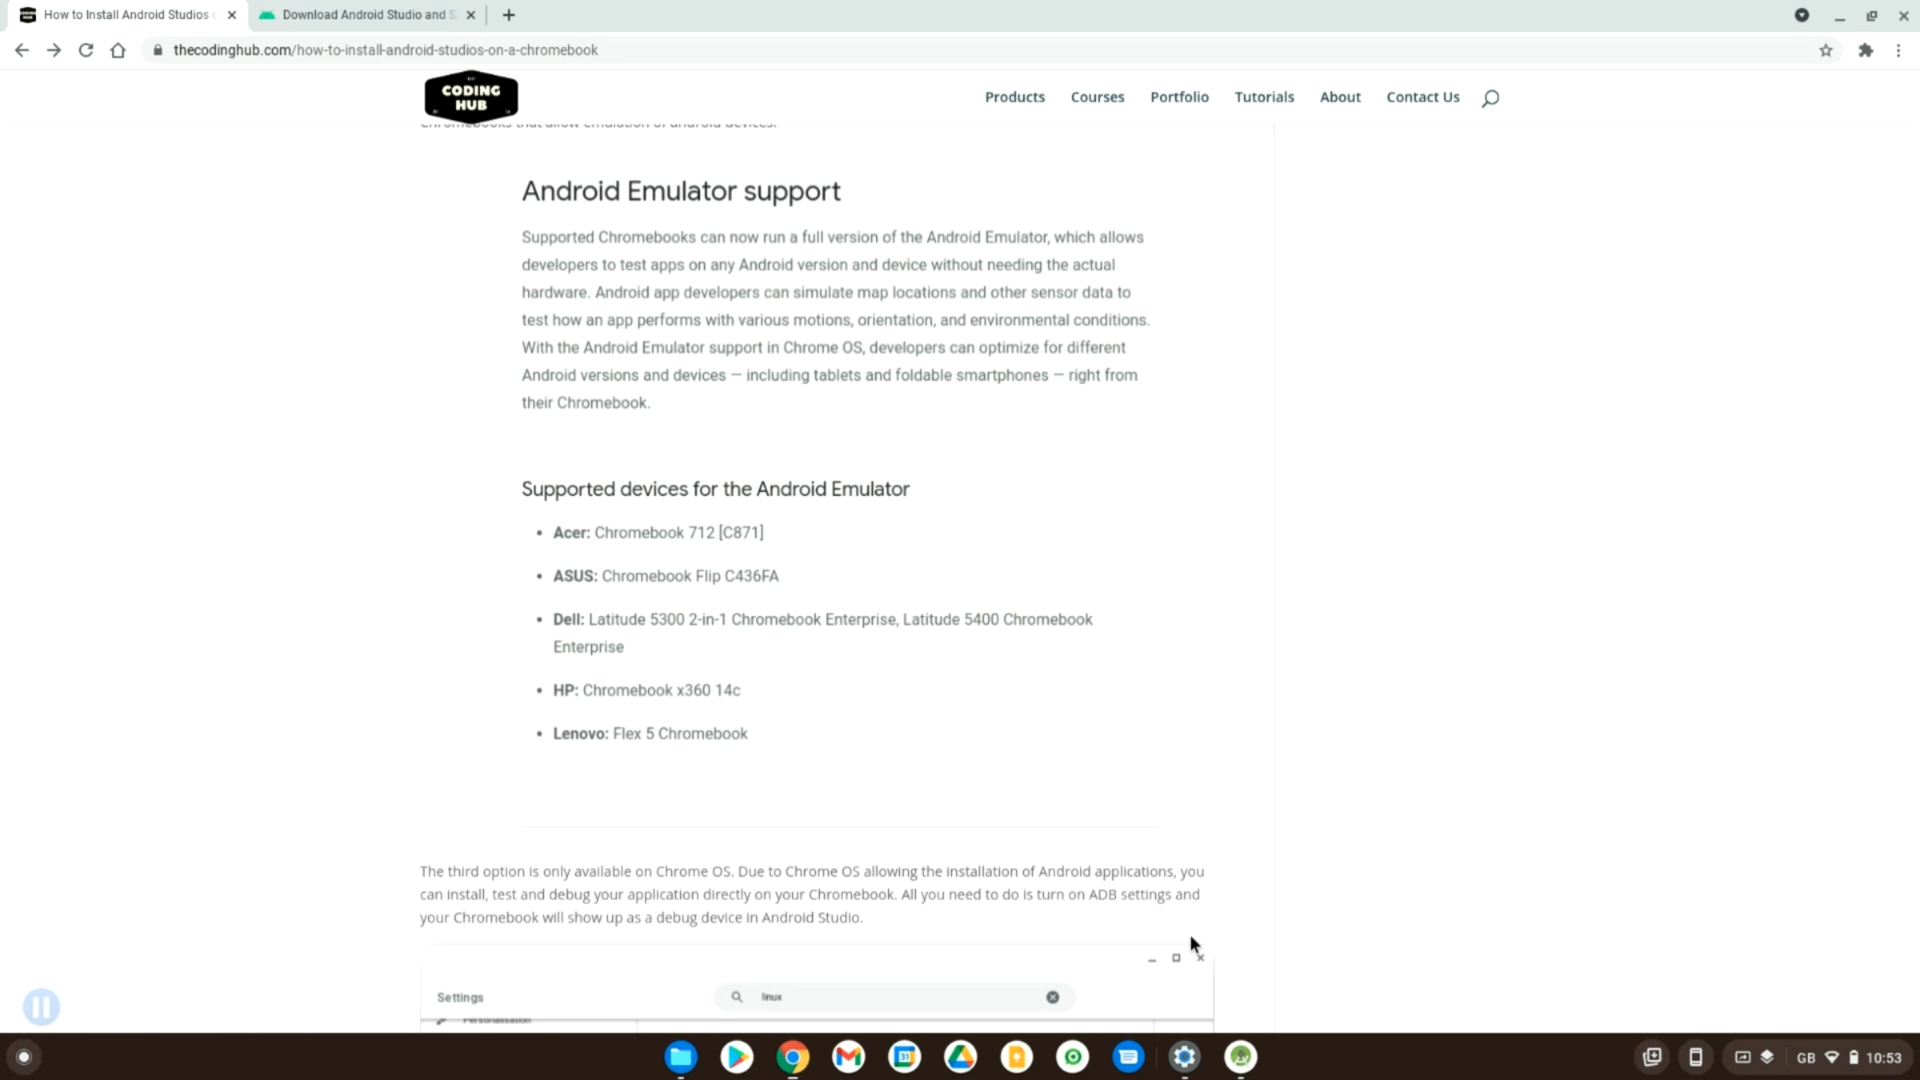 How to Install Android Studios
Download Android Studio and S
thecodinghub.com/how-to-install-android-studios-on-a-chromebook
CODING
HUB
Products
Courses
Portfolio
Tutorials
About
Contact Us
Chromebooks that allow emulation of android devices.
Android Emulator support
Supported Chromebooks can now run a full version of the Android Emulator, which allows
developers to test apps on any Android version and device without needing the actual
hardware. Android app developers can simulate map locations and other sensor data to
test how an app performs with various motions, orientation, and environmental conditions.
With the Android Emulator support in Chrome OS, developers can optimize for different
Android versions and devices — including tablets and foldable smartphones — right from
their Chromebook.
Supported devices for the Android Emulator
• Acer: Chromebook 712 [C871]
• ASUS: Chromebook Flip C436FA
• Dell: Latitude 5300 2-in-1 Chromebook Enterprise, Latitude 5400 Chromebook
Enterprise
• HP: Chromebook x360 14c
• Lenovo: Flex 5 Chromebook
The third option is only available on Chrome OS. Due to Chrome OS allowing the installation of Android applications, you
can install, test and debug your application directly on your Chromebook. All you need to do is turn on ADB settings and
your Chromebook will show up as a debug device in Android Studio.
Settings
linux
Personalisation
31
GB
10:53